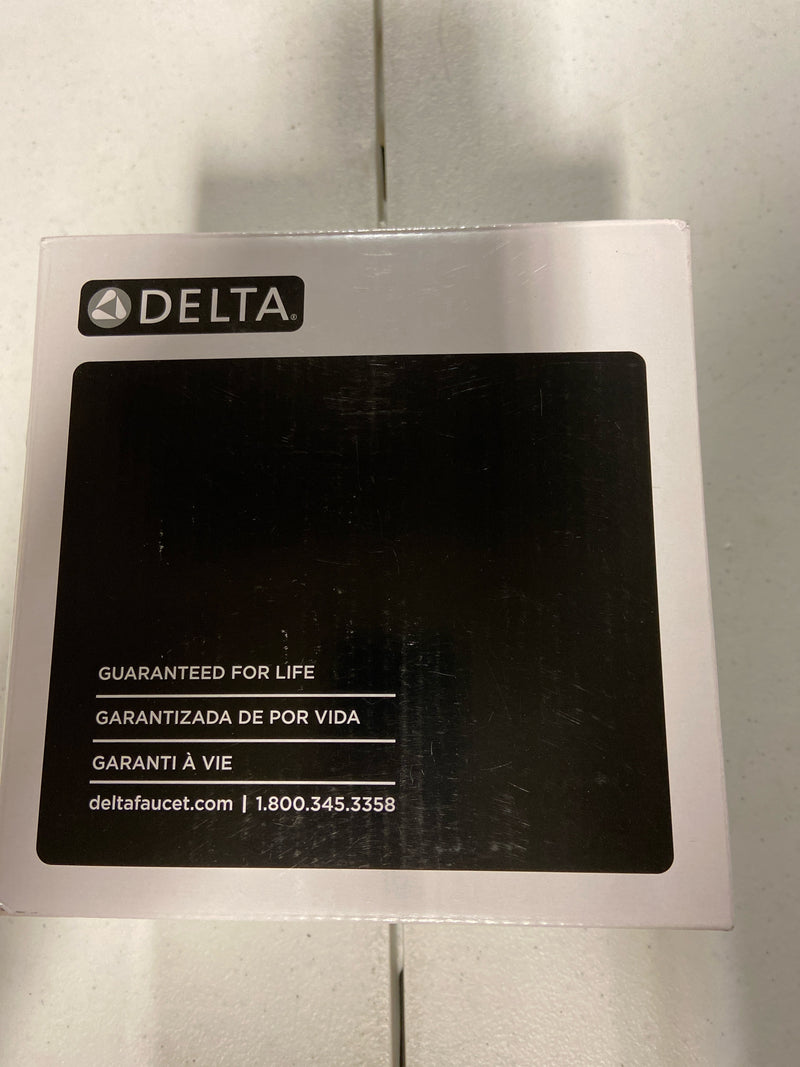 DELTA®
GUARANTEED FOR LIFE
GARANTIZADA DE POR VIDA
GARANTI À VIE
deltafaucet.com | 1.800.345.3358